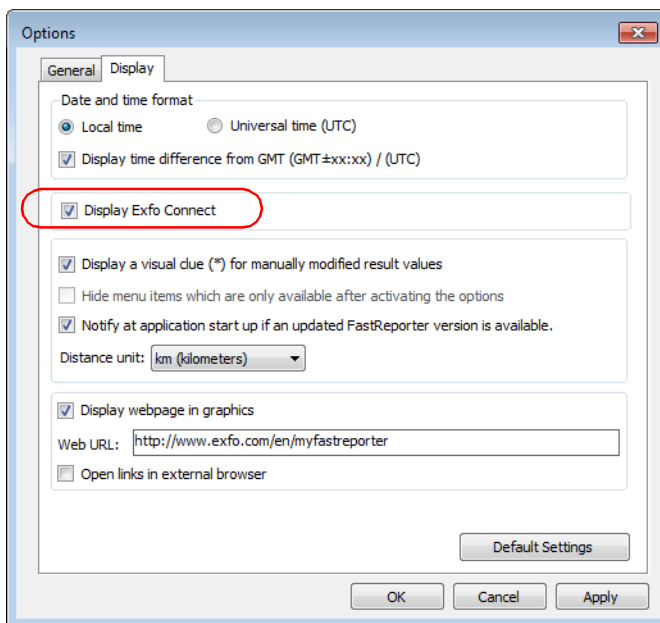 Options
General Display
Date and time format
Local time Universal time (UTC)
Display time difference from GMT (GMT±xx:xx) / (UTC)
Display Exfo Connect
Display a visual clue (*) for manually modified result values
Hide menu items which are only available after activating the options
Notify at application start up if an updated FastReporter version is available.
Distance unit: km (kilometers)
Display webpage in graphics
Web URL: http://www.exfo.com/en/myfastreporter
Open links in external browser
Default Settings
OK Cancel Apply